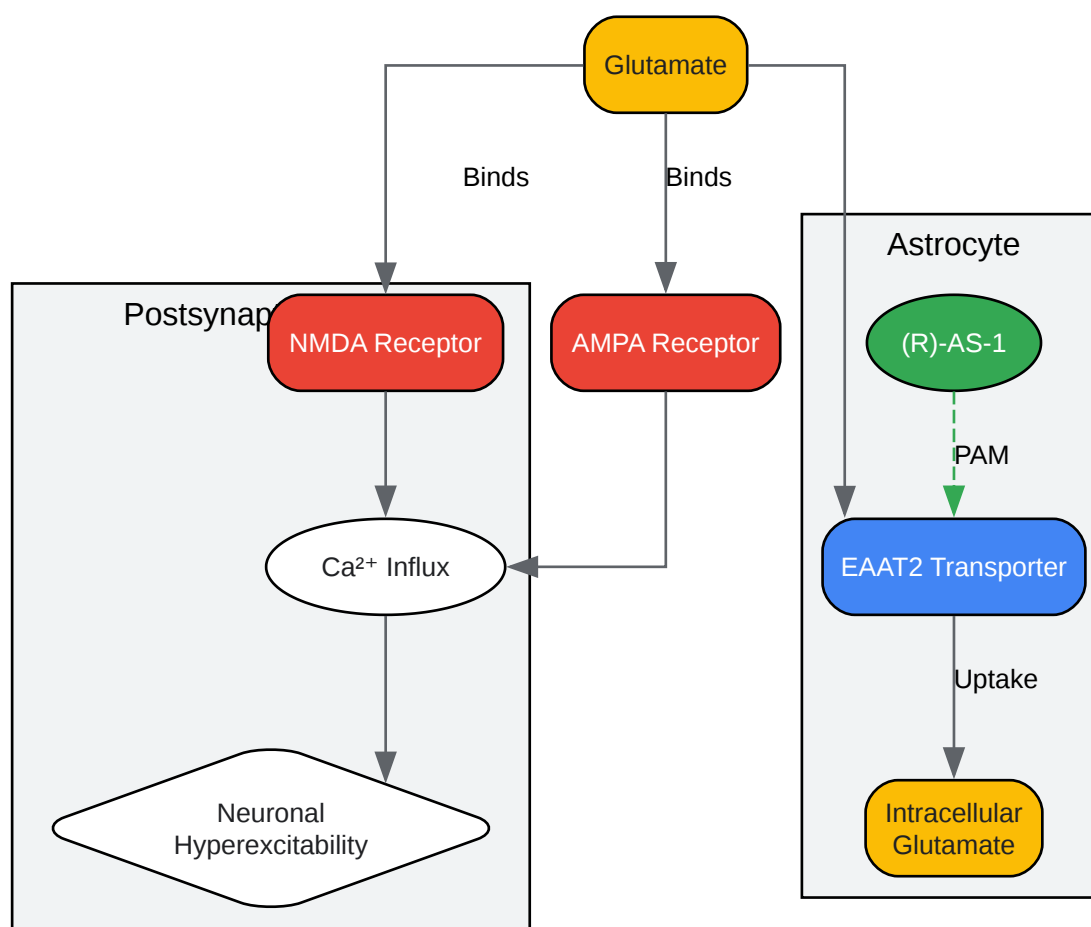 Glutamate
Binds
Binds
Astrocyte
Postsynap
NMDA Receptor
AMPA Receptor
(R)-AS-1
PAM
Ca²⁺ Influx
EAAT2 Transporter
Uptake
Neuronal
Hyperexcitability
Intracellular
Glutamate